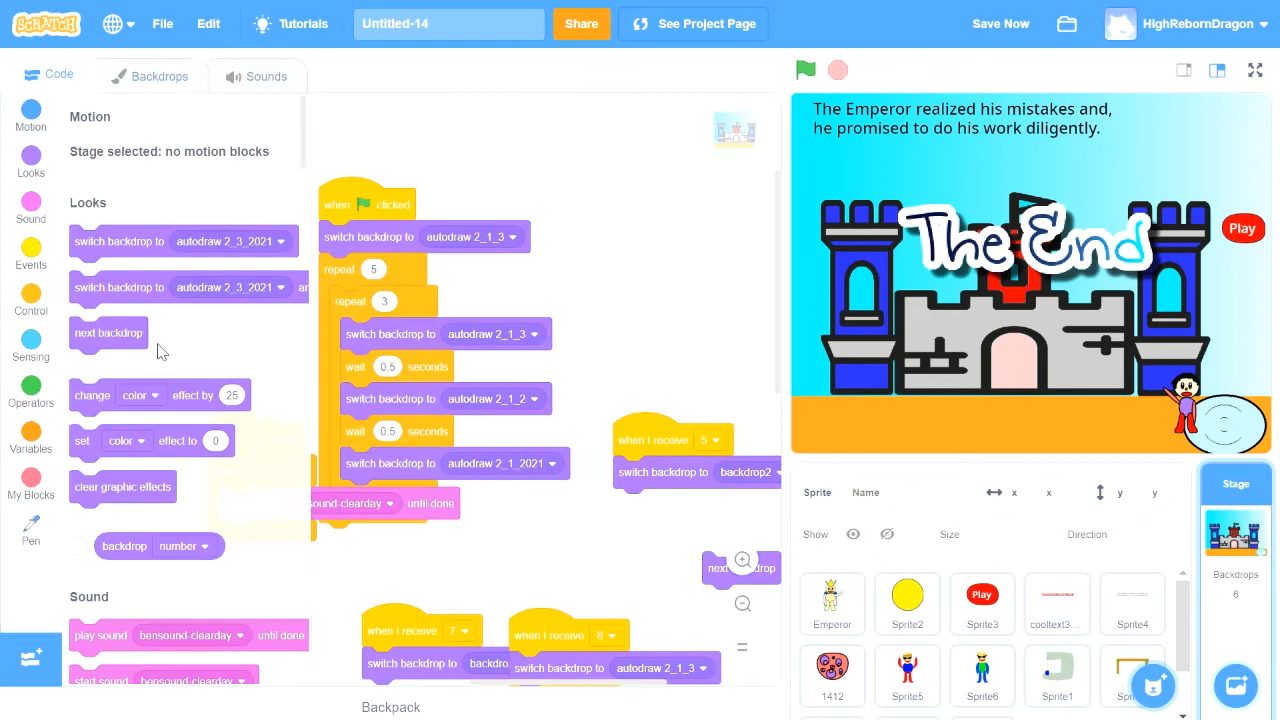 SCRATCH
File
Edit
Tutorials
Untitled-14
Share
See Project Page
Save Now
HighRebornDragon
Code
Backdrops
Sounds
Motion
Looks
Sound
Events
Control
Sensing
Operators
Variables
My Blocks
Pen
Motion
Stage selected: no motion blocks
Looks
switch backdrop to autodraw 2_3_2021
switch backdrop to autodraw 2_3_2021
next backdrop
change color effect by 25
set color effect to 0
clear graphic effects
backdrop number
Sound
play sound bensound-clearday until done
start sound bensound-clearday
when clicked
switch backdrop to autodraw 2_1_3
repeat 5
repeat 3
switch backdrop to autodraw 2_1_3
wait 0.5 seconds
switch backdrop to autodraw 2_1_2
wait 0.5 seconds
switch backdrop to autodraw 2_1_2021
until done
when I receive 5
switch backdrop to backdrop2
when I receive 7
switch backdrop to
when I receive 8
switch backdrop to autodraw 2_1_3
Backpack
The Emperor realized his mistakes and,
he promised to do his work diligently.
The End
Play
Sprite Name
x x
y y
Show
Size
Direction
Emperor
Sprite2
Play
Sprite3
cooltext3...
Sprite4
1412
Sprite5
Sprite6
Sprite1
Stage
Backdrops
6